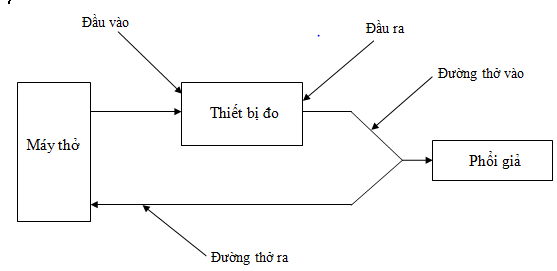 Đầu vào
Đầu ra
Đường thở vào
Thiết bị đo
Máy thở
Phổi giả
Đường thở ra